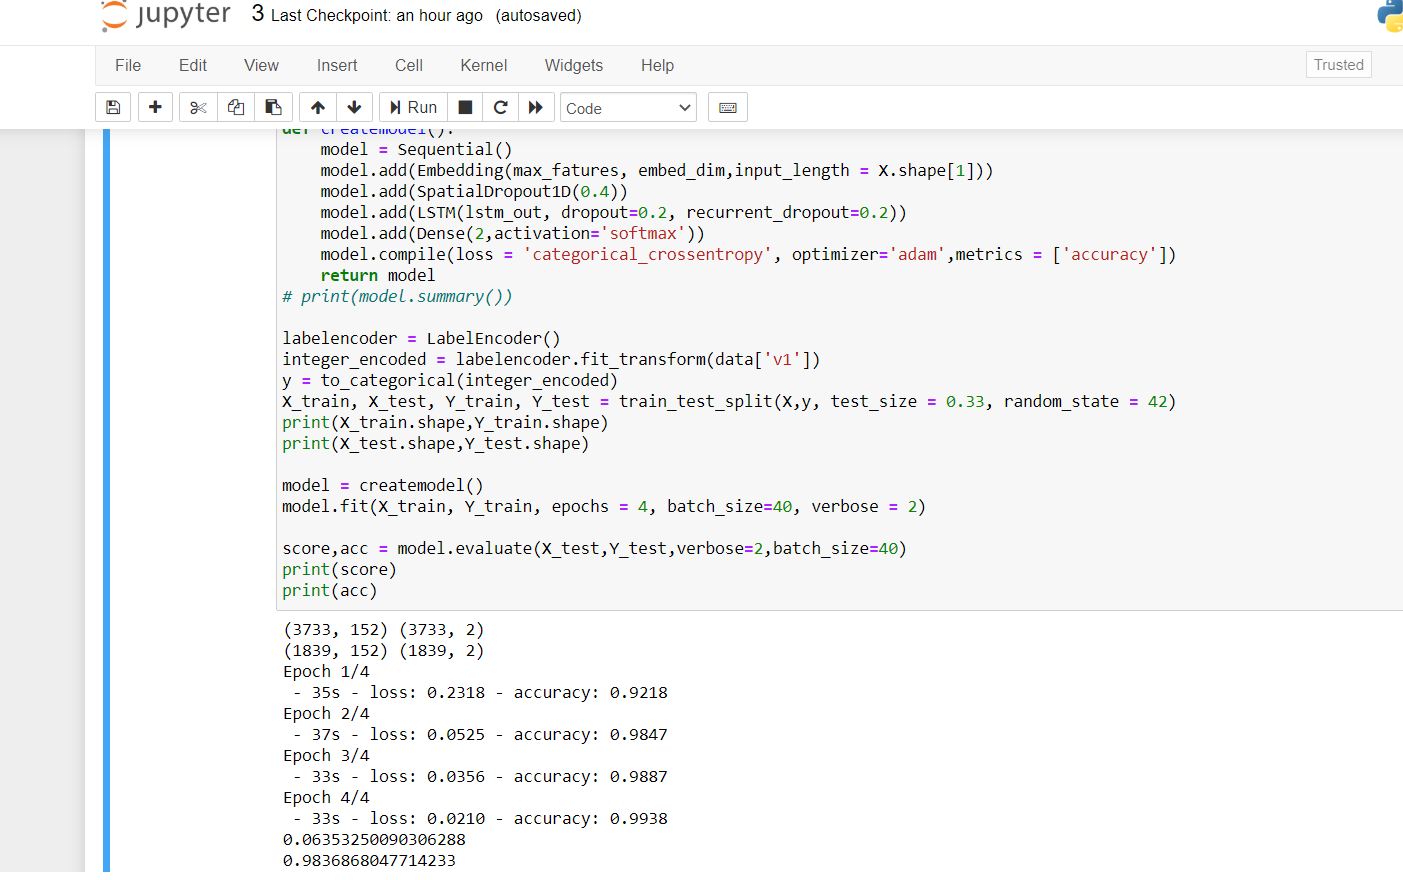 jupyter 3 Last Checkpoint: an hour ago (autosaved)
File Edit View Insert Cell Kernel Widgets Help Trusted
Run Code
def createmodel():
model = Sequential()
model.add(Embedding(max_fatures, embed_dim,input_length = X.shape[1]))
model.add(SpatialDropout1D(0.4))
model.add(LSTM(lstm_out, dropout=0.2, recurrent_dropout=0.2))
model.add(Dense(2,activation='softmax'))
model.compile(loss = 'categorical_crossentropy', optimizer='adam',metrics = ['accuracy'])
return model
# print(model.summary())
labelencoder = LabelEncoder()
integer_encoded = labelencoder.fit_transform(data['v1'])
y = to_categorical(integer_encoded)
X_train, X_test, Y_train, Y_test = train_test_split(X,y, test_size = 0.33, random_state = 42)
print(X_train.shape,Y_train.shape)
print(X_test.shape,Y_test.shape)
model = createmodel()
model.fit(X_train, Y_train, epochs = 4, batch_size=40, verbose = 2)
score,acc = model.evaluate(X_test,Y_test,verbose=2,batch_size=40)
print(score)
print(acc)
(3733, 152) (3733, 2)
(1839, 152) (1839, 2)
Epoch 1/4
- 35s - loss: 0.2318 - accuracy: 0.9218
Epoch 2/4
- 37s - loss: 0.0525 - accuracy: 0.9847
Epoch 3/4
- 33s - loss: 0.0356 - accuracy: 0.9887
Epoch 4/4
- 33s - loss: 0.0210 - accuracy: 0.9938
0.06353250090306288
0.9836868047714233